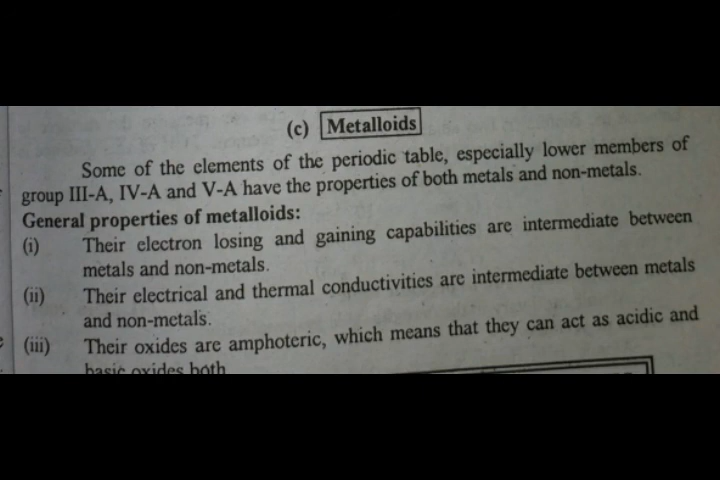 (c) Metalloids
Some of the elements of the periodic table, especially lower members of
group III-A, IV-A and V-A have the properties of both metals and non-metals.
General properties of metalloids:
(i) Their electron losing and gaining capabilities are intermediate between
metals and non-metals.
(ii) Their electrical and thermal conductivities are intermediate between metals
and non-metals.
(iii) Their oxides are amphoteric, which means that they can act as acidic and
basic oxides both